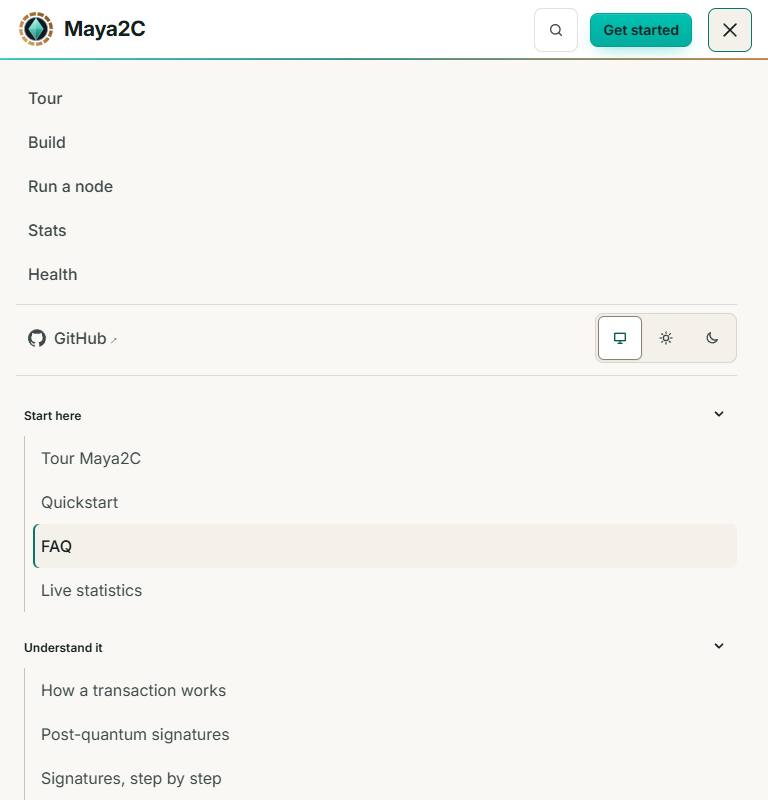 Maya2C
Get started
Tour
Build
Run a node
Stats
Health
GitHub ↗
Start here
Tour Maya2C
Quickstart
FAQ
Live statistics
Understand it
How a transaction works
Post-quantum signatures
Signatures, step by step